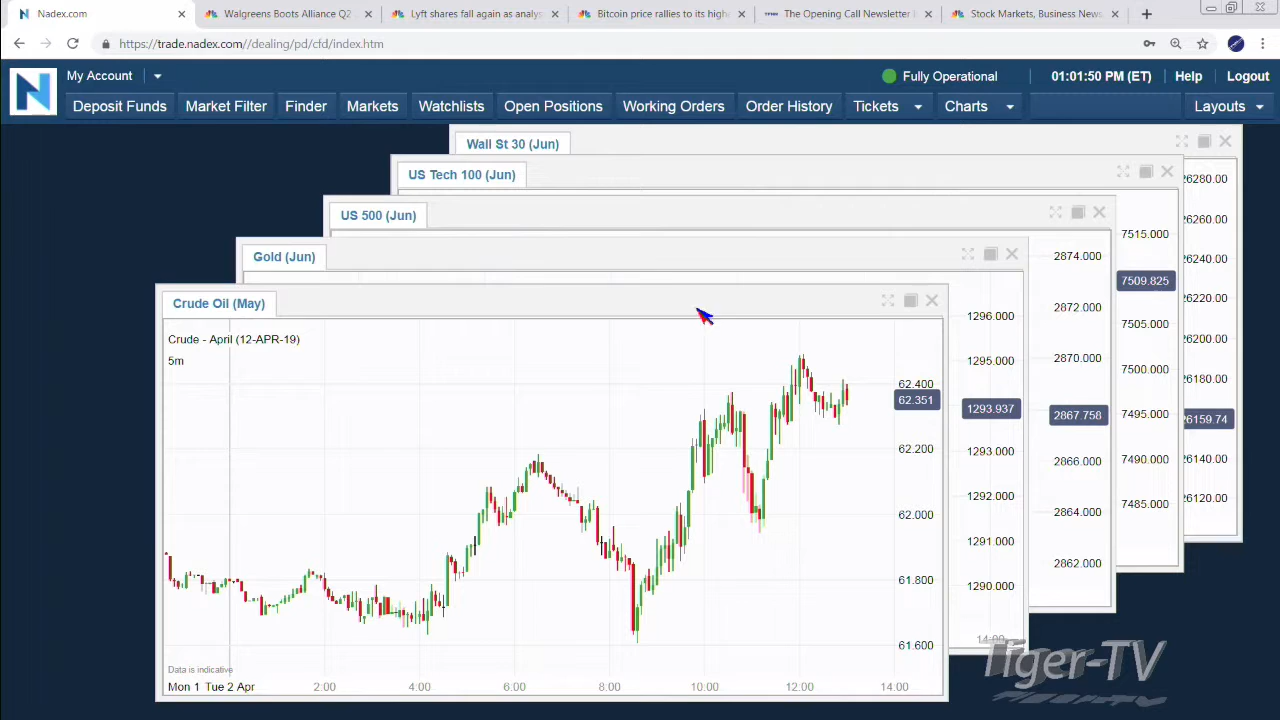 Nadex.com
Walgreens Boots Alliance Q2
Lyft shares fall again as analys
Bitcoin price rallies to its high
The Opening Call Newsletter
Stock Markets, Business News
https://trade.nadex.com//dealing/pd/cfd/index.htm
N
My Account
Fully Operational
01:01:50 PM (ET)
Help
Logout
Deposit Funds
Market Filter
Finder
Markets
Watchlists
Open Positions
Working Orders
Order History
Tickets
Charts
Layouts
Wall St 30 (Jun)
US Tech 100 (Jun)
US 500 (Jun)
Gold (Jun)
Crude Oil (May)
Crude - April (12-APR-19)
5m
62.400
62.351
62.200
62.000
61.800
61.600
1296.000
1295.000
1293.937
1293.000
1292.000
1291.000
1290.000
14:00
2874.000
2872.000
2870.000
2867.758
2866.000
2864.000
2862.000
7515.000
7509.825
7505.000
7500.000
7495.000
7490.000
7485.000
26280.00
26260.00
26240.00
26220.00
26200.00
26180.00
26159.74
26140.00
26120.00
Data is indicative
Mon 1 Tue 2 Apr
2:00
4:00
6:00
8:00
10:00
12:00
14:00
Tiger-TV